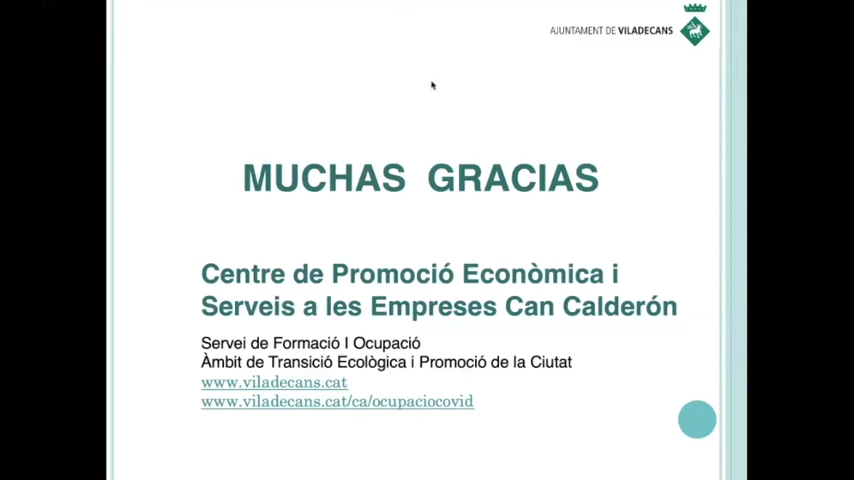 AJUNTAMENT DE VILADECANS
MUCHAS GRACIAS
Centre de Promoció Econòmica i
Serveis a les Empreses Can Calderón
Servei de Formació I Ocupació
Àmbit de Transició Ecològica i Promoció de la Ciutat
www.viladecans.cat
www.viladecans.cat/ca/ocupaciocovid